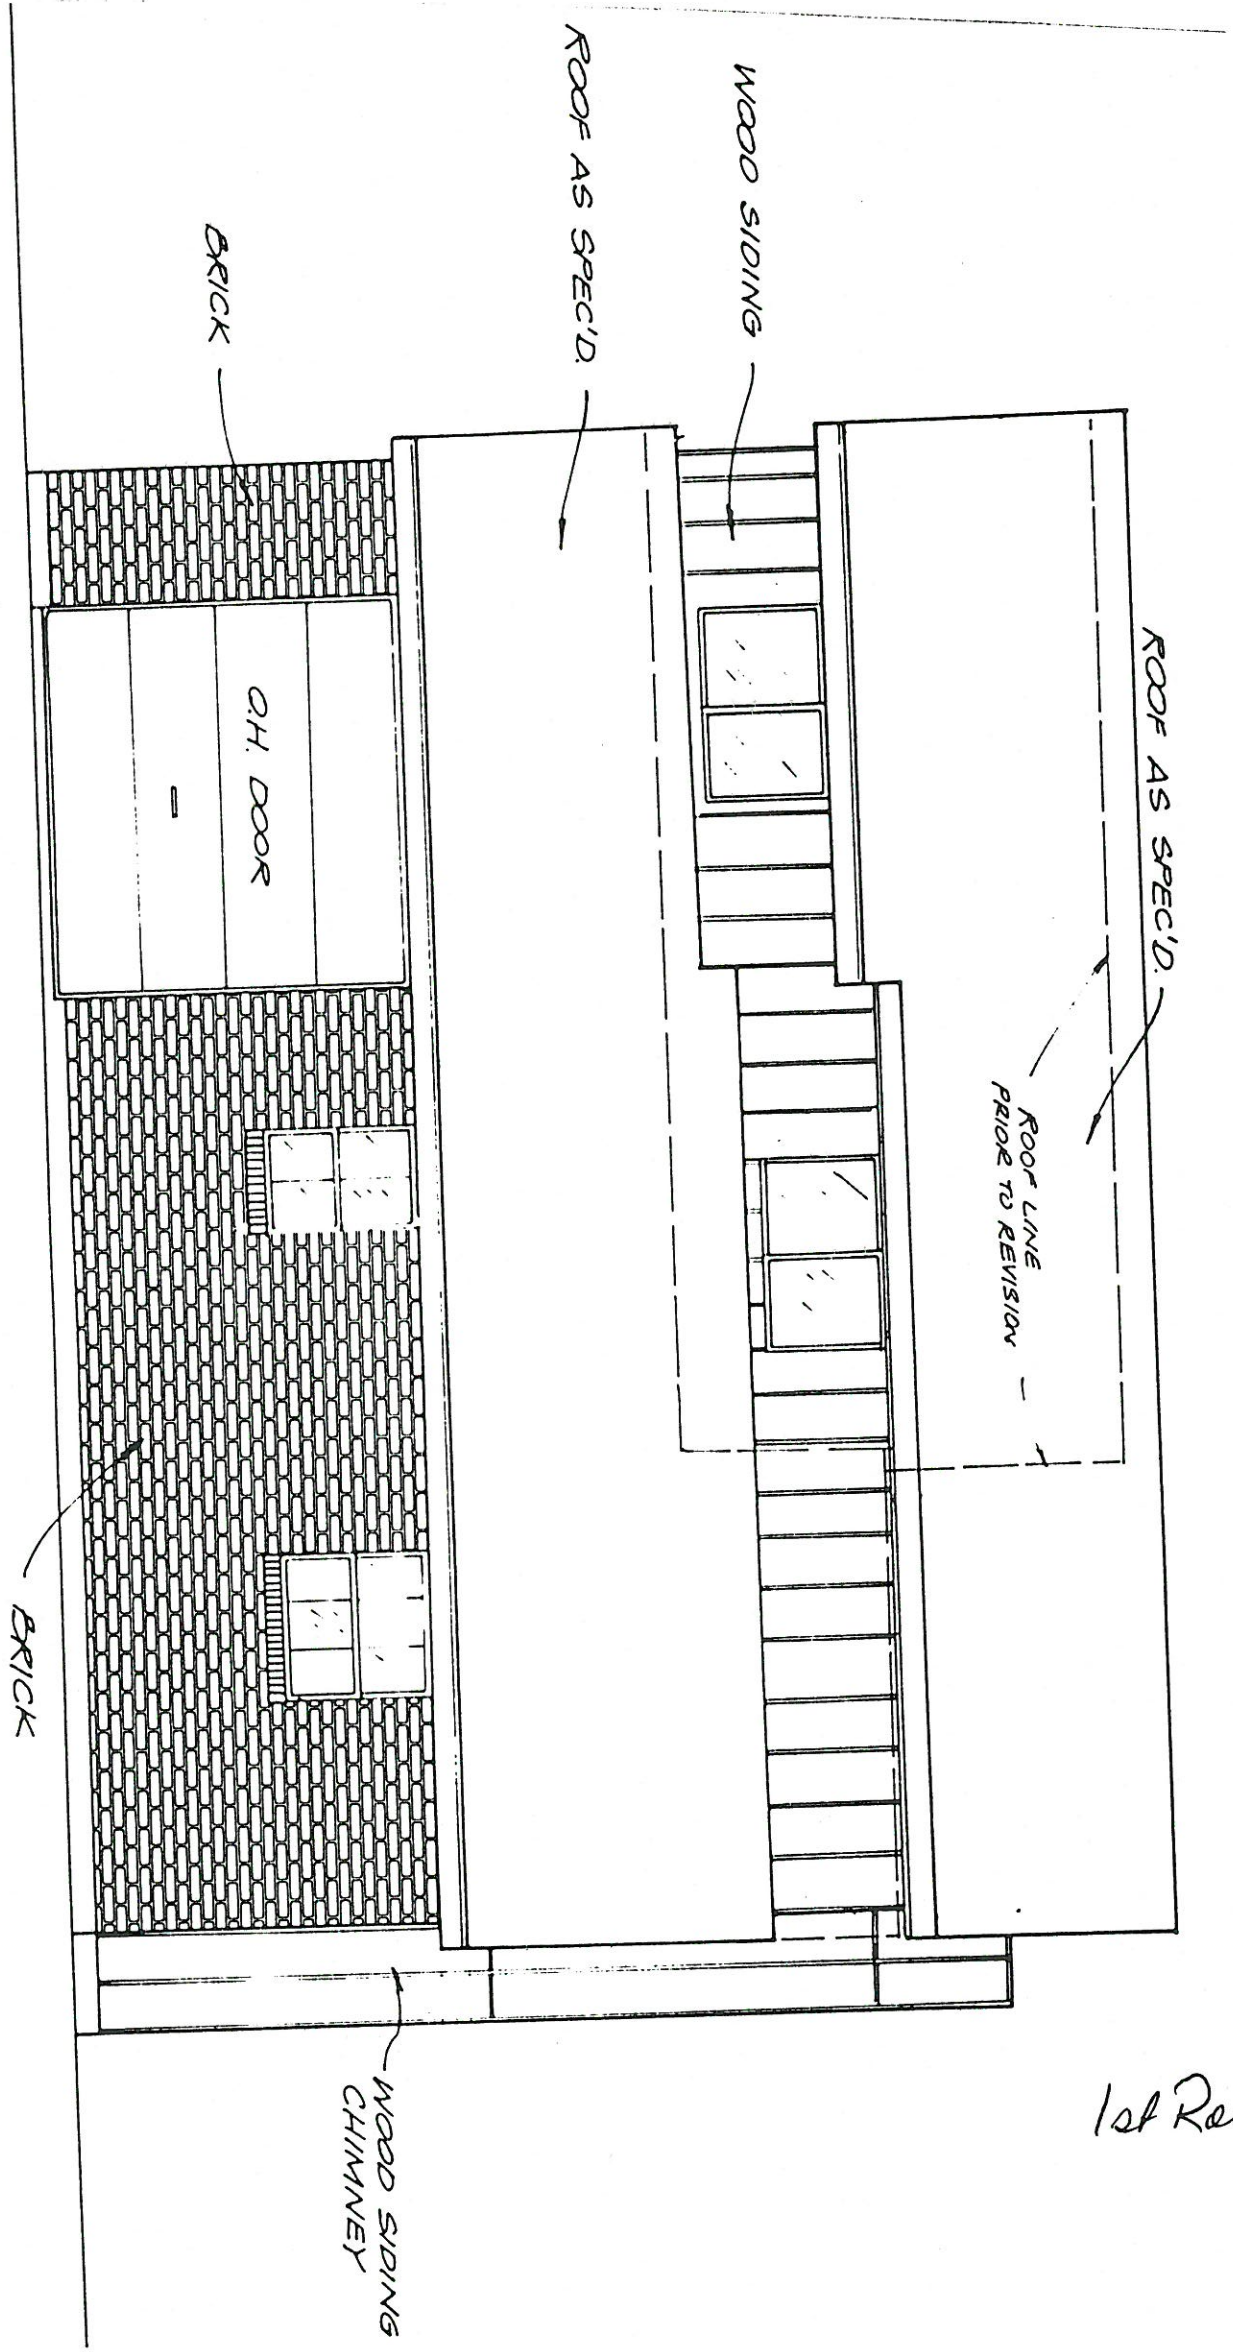 1st
ROOF AS SPEC'D.
ROOF LINE
PRIOR TO REVISION
WOOD SIDING
ROOF AS SPEC'D.
BRICK
O.H. DOOR
WOOD SIDING
CHIMNEY
BRICK